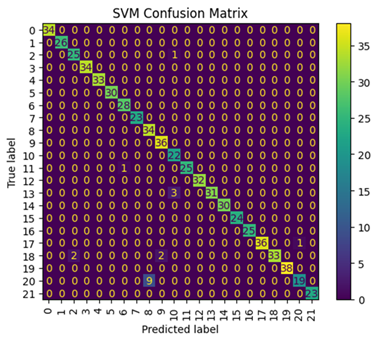 SVM Confusion Matrix
True label
0 34 0 0 0 0 0 0 0 0 0 0 0 0 0 0 0 0 0 0 0 0 0
1 0 26 0 0 0 0 0 0 0 0 0 0 0 0 0 0 0 0 0 0 0 0
2 0 0 25 0 0 0 0 0 0 0 1 0 0 0 0 0 0 0 0 0 0 0
3 0 0 0 34 0 0 0 0 0 0 0 0 0 0 0 0 0 0 0 0 0 0
4 0 0 0 0 33 0 0 0 0 0 0 0 0 0 0 0 0 0 0 0 0 0
5 0 0 0 0 0 30 0 0 0 0 0 0 0 0 0 0 0 0 0 0 0 0
6 0 0 0 0 0 0 28 0 0 0 0 0 0 0 0 0 0 0 0 0 0 0
7 0 0 0 0 0 0 0 23 0 0 0 0 0 0 0 0 0 0 0 0 0 0
8 0 0 0 0 0 0 0 0 34 0 0 0 0 0 0 0 0 0 0 0 0 0
9 0 0 0 0 0 0 0 0 0 36 0 0 0 0 0 0 0 0 0 0 0 0
10 0 0 0 0 0 0 0 0 0 0 22 0 0 0 0 0 0 0 0 0 0 0
11 0 0 0 0 0 0 1 0 0 0 0 25 0 0 0 0 0 0 0 0 0 0
12 0 0 0 0 0 0 1 0 0 0 0 0 32 0 0 0 0 0 0 0 0 0
13 0 0 0 0 0 0 0 0 0 0 3 0 0 31 0 0 0 0 0 0 0 0
14 0 0 0 0 0 0 0 0 0 0 0 0 0 0 30 0 0 0 0 0 0 0
15 0 0 0 0 0 0 0 0 0 0 0 0 0 0 0 24 0 0 0 0 0 0
16 0 0 0 0 0 0 0 0 0 0 0 0 0 0 0 0 25 0 0 0 0 0
17 0 0 0 0 0 0 0 0 0 0 0 0 0 0 0 0 0 36 0 0 1 0
18 0 0 2 0 0 0 0 0 0 2 0 0 0 0 0 0 0 0 33 0 0 0
19 0 0 0 0 0 0 0 0 0 0 0 0 0 0 0 0 0 0 0 38 0 0
20 0 0 0 0 0 0 0 0 9 0 0 0 0 0 0 0 0 0 0 0 19 0
21 0 0 0 0 0 0 0 0 0 0 0 0 0 0 0 0 0 0 0 0 0 23
0 1 2 3 4 5 6 7 8 9 10 11 12 13 14 15 16 17 18 19 20 21
Predicted label
35
30
25
20
15
10
5
0